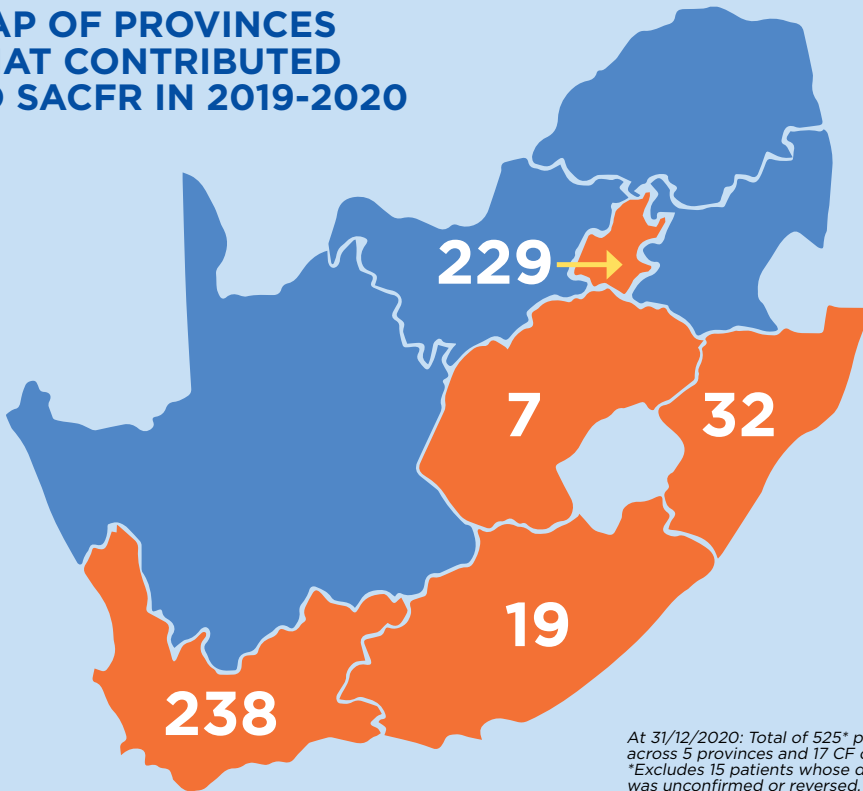 AP OF PROVINCES
AT CONTRIBUTED
SACFR IN 2019-2020
229
7
32
19
238
At 31/12/2020: Total of 525* p
across 5 provinces and 17 CF
*Excludes 15 patients whose
was unconfirmed or reversed.